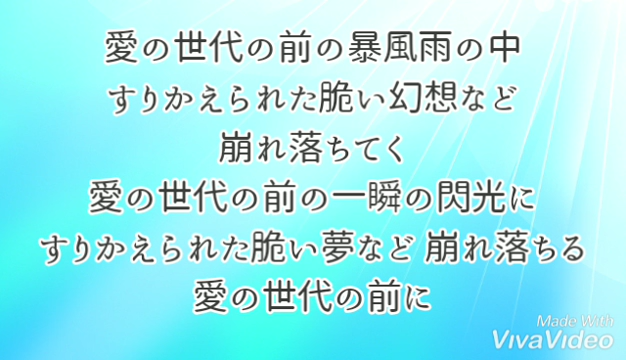 愛の世代の前の暴風雨の中
すりかえられた脆い幻想など
崩れ落ちてく
愛の世代の前の一瞬の閃光に
すりかえられた脆い夢など 崩れ落ちる
愛の世代の前に
Made With
VivaVideo